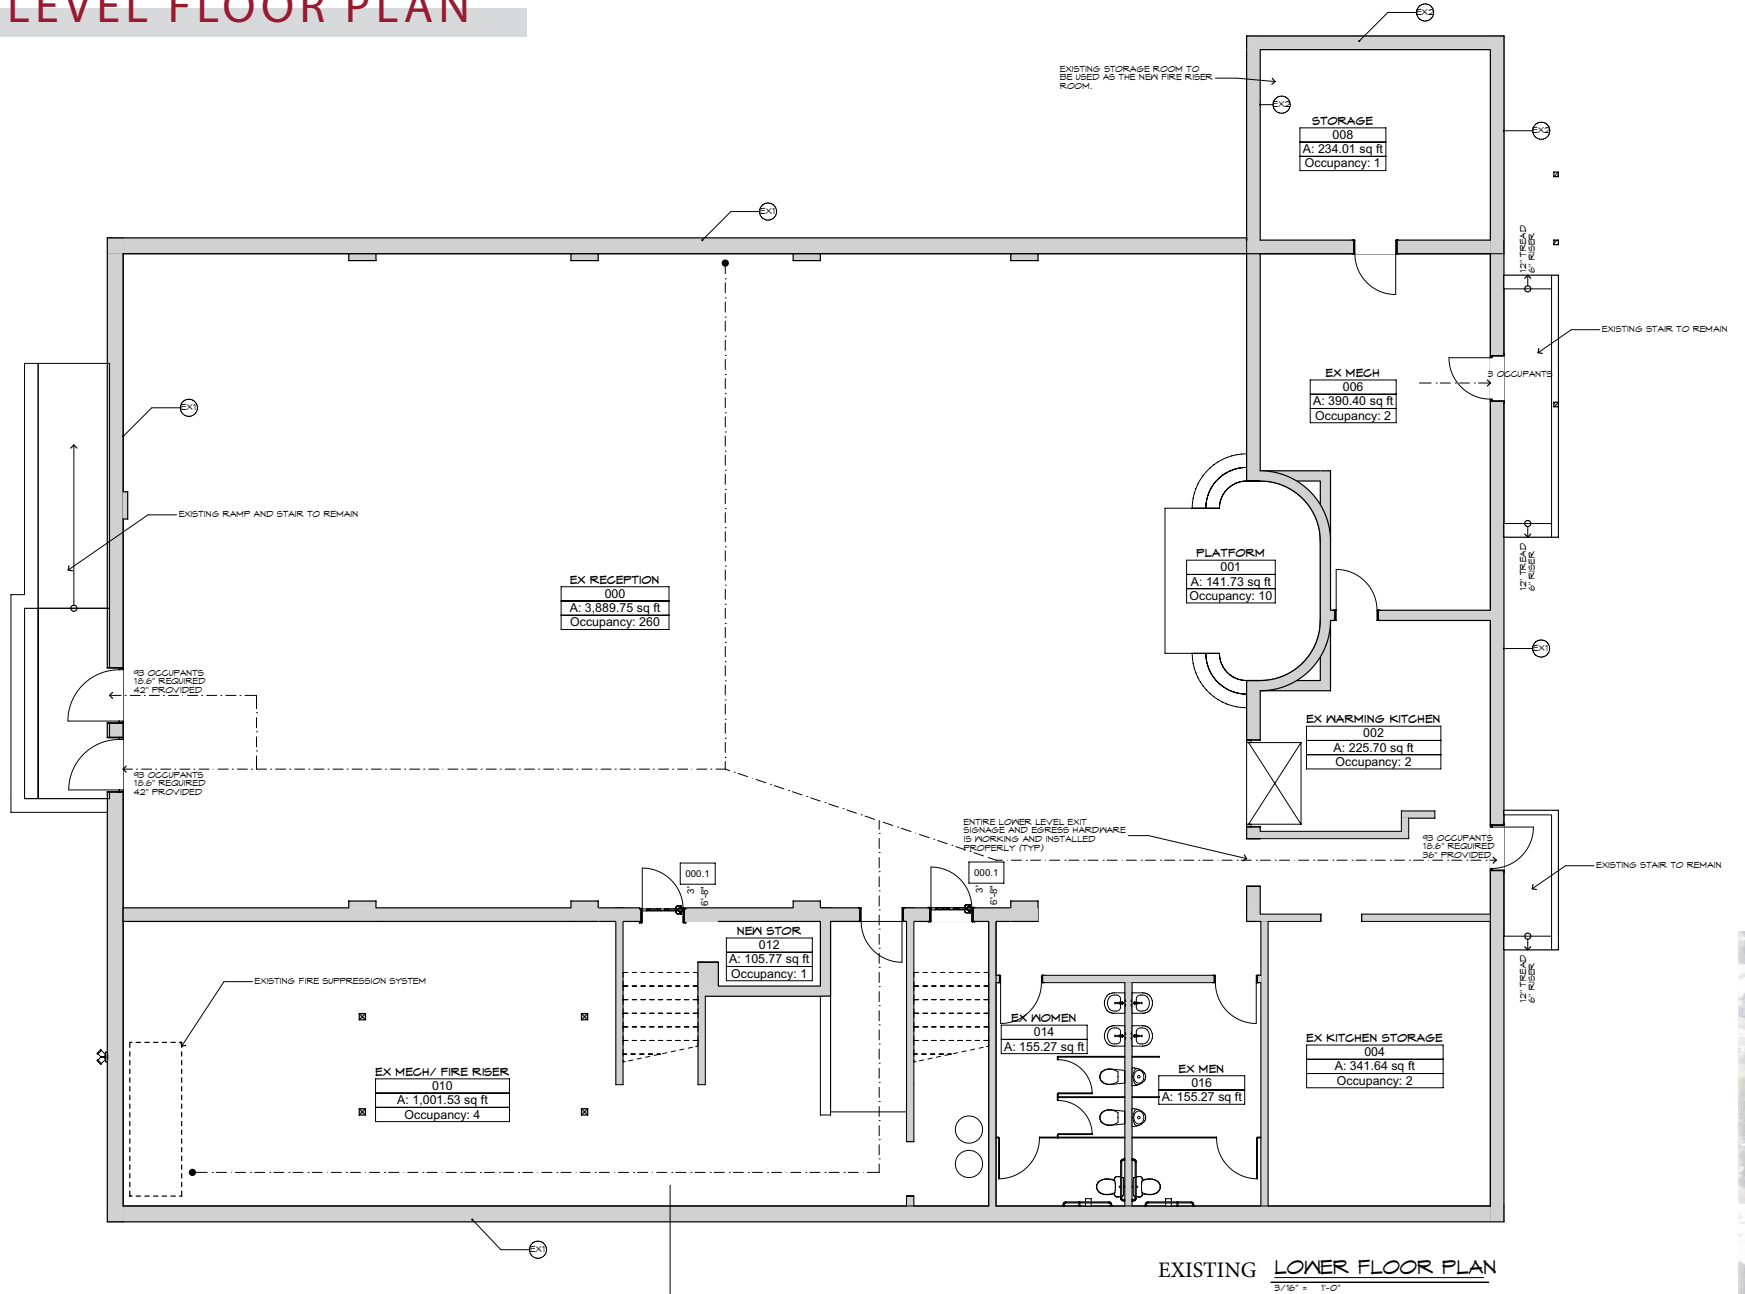 LEVEL FLOOR PLAN
EX2
EXISTING STORAGE ROOM TO
BE USED AS THE NEW FIRE RISER
ROOM.
EX2
STORAGE
008
A: 234.01 sq ft
Occupancy: 1
EX2
EX1
12" TREAD
6" RISER
EXISTING STAIR TO REMAIN
EX MECH
006
A: 390.40 sq ft
Occupancy: 2
3 OCCUPANTS
EX1
EXISTING RAMP AND STAIR TO REMAIN
EX RECEPTION
000
A: 3,889.75 sq ft
Occupancy: 260
PLATFORM
001
A: 141.73 sq ft
Occupancy: 10
12" TREAD
6" RISER
EX1
93 OCCUPANTS
18.6" REQUIRED
42" PROVIDED
EX WARMING KITCHEN
002
A: 225.70 sq ft
Occupancy: 2
93 OCCUPANTS
18.6" REQUIRED
42" PROVIDED
ENTIRE LOWER LEVEL EXIT
SIGNAGE AND EGRESS HARDWARE
IS WORKING AND INSTALLED
PROPERLY (TYP)
93 OCCUPANTS
18.6" REQUIRED
36" PROVIDED
EXISTING STAIR TO REMAIN
000.1
3'
6'-8"
000.1
3'
6'-8"
NEW STOR
012
A: 105.77 sq ft
Occupancy: 1
EXISTING FIRE SUPPRESSION SYSTEM
12" TREAD
6" RISER
EX WOMEN
014
A: 155.27 sq ft
EX MECH/ FIRE RISER
010
A: 1,001.53 sq ft
Occupancy: 4
EX MEN
016
A: 155.27 sq ft
EX KITCHEN STORAGE
004
A: 341.64 sq ft
Occupancy: 2
EX1
EXISTING LOWER FLOOR PLAN
3/16" = 1'-0"